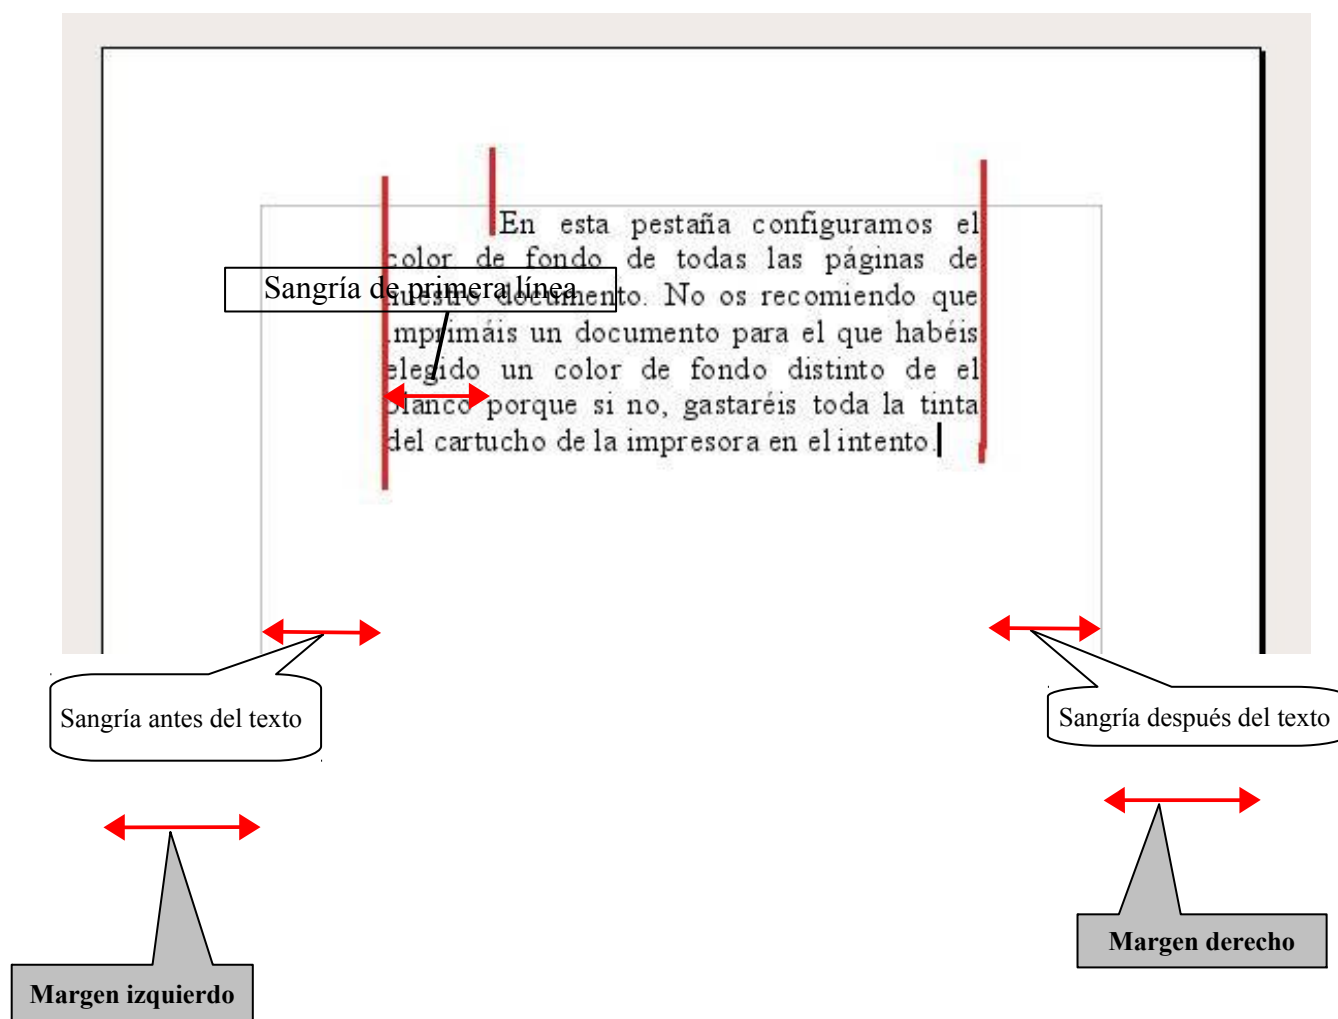 En esta pestaña configuramos el
color de fondo de todas las páginas de
Sangría de primera línea
nuestro documento. No os recomiendo que
imprimáis un documento para el que habéis
elegido un color de fondo distinto de el
blanco porque si no, gastaréis toda la tinta
del cartucho de la impresora en el intento.
Sangría antes del texto
Sangría después del texto
Margen derecho
Margen izquierdo